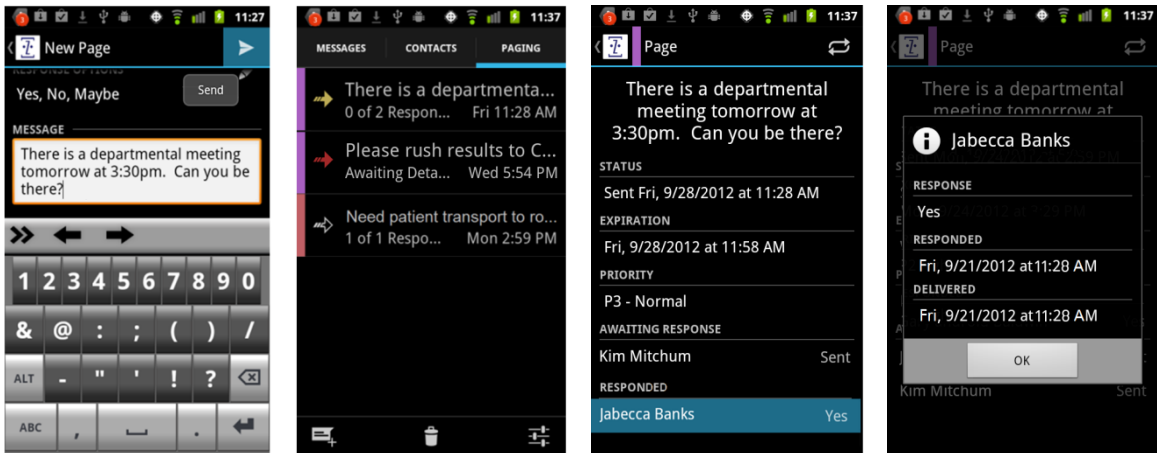 11:27
New Page
RESPONSE OPTIONS
Yes, No, Maybe
Send
MESSAGE
There is a departmental meeting
tomorrow at 3:30pm. Can you be
there?
1 2 3 4 5 6 7 8 9 0
& @ : ; ( ) /
ALT - " ' ! ?
ABC , .
11:37
MESSAGES CONTACTS PAGING
There is a departmenta...
0 of 2 Respon... Fri 11:28 AM
Please rush results to C...
Awaiting Deta... Wed 5:54 PM
Need patient transport to ro...
1 of 1 Respo... Mon 2:59 PM
11:37
Page
There is a departmental
meeting tomorrow at
3:30pm. Can you be there?
STATUS
Sent Fri, 9/28/2012 at 11:28 AM
EXPIRATION
Fri, 9/28/2012 at 11:58 AM
PRIORITY
P3 - Normal
AWAITING RESPONSE
Kim Mitchum Sent
RESPONDED
Jabecca Banks Yes
11:37
Page
There is a departmental
meeting tomorrow at
Jabecca Banks
RESPONSE
Yes
RESPONDED
Fri, 9/21/2012 at 11:28 AM
DELIVERED
Fri, 9/21/2012 at 11:28 AM
OK
Kim Mitchum Sent